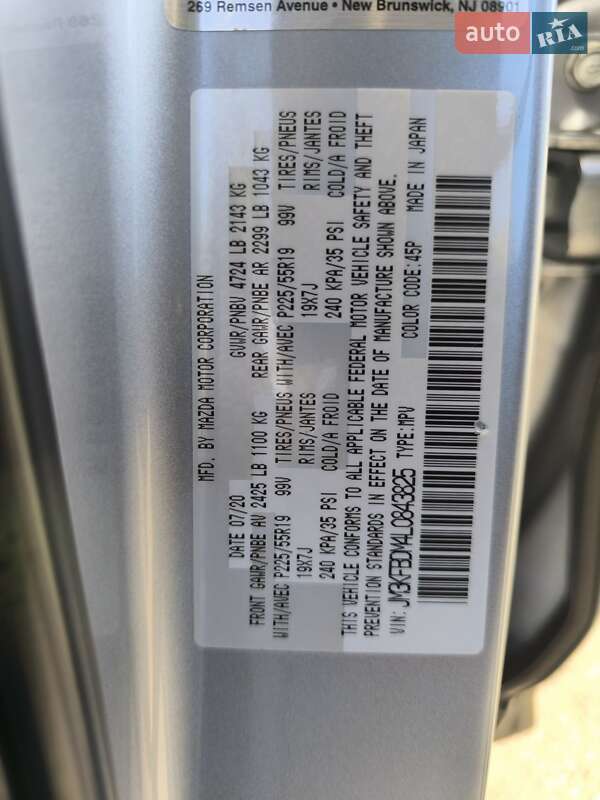 269 Remsen Avenue • New Brunswick, NJ 08901
auto RIA .com
MFD. BY MAZDA MOTOR CORPORATION
DATE 07/20 GVWR/PNBV 4724 LB 2143 KG
FRONT GAWR/PNBE AV 2425 LB 1100 KG REAR GAWR/PNBE AR 2299 LB 1043 KG
WITH/AVEC P225/55R19 99V TIRES/PNEUS WITH/AVEC P225/55R19 99V TIRES/PNEUS
19X7J RIMS/JANTES 19X7J RIMS/JANTES
240 KPA/35 PSI COLD/A FROID 240 KPA/35 PSI COLD/A FROID
THIS VEHICLE CONFORMS TO ALL APPLICABLE FEDERAL MOTOR VEHICLE SAFETY AND THEFT
PREVENTION STANDARDS IN EFFECT ON THE DATE OF MANUFACTURE SHOWN ABOVE.
VIN: JM3KFBDM4L0843825 TYPE:MPV COLOR CODE:45P MADE IN JAPAN